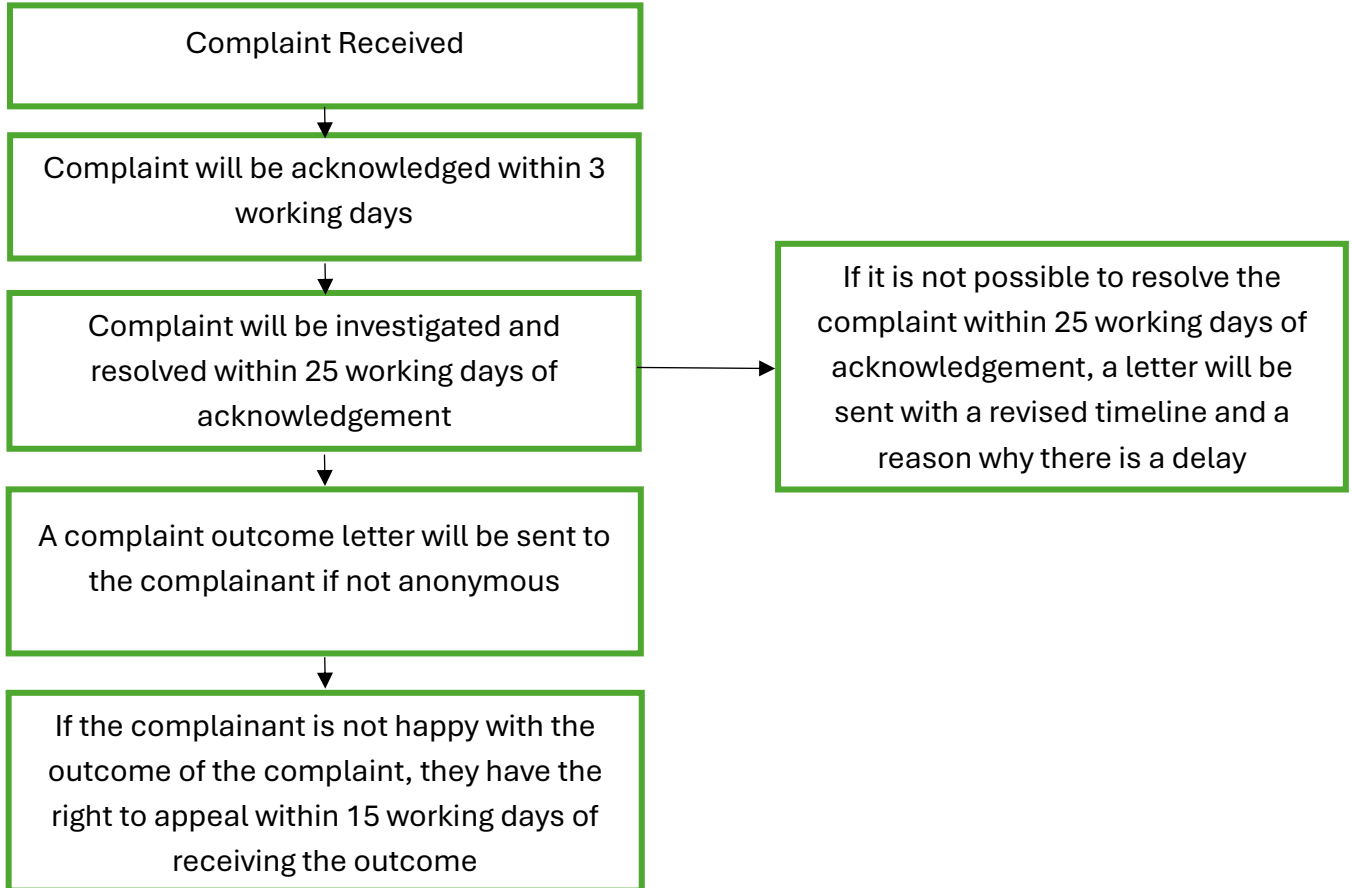 Complaint Received
Complaint will be acknowledged within 3
working days
Complaint will be investigated and
resolved within 25 working days of
acknowledgement
If it is not possible to resolve the
complaint within 25 working days of
acknowledgement, a letter will be
sent with a revised timeline and a
reason why there is a delay
A complaint outcome letter will be sent to
the complainant if not anonymous
If the complainant is not happy with the
outcome of the complaint, they have the
right to appeal within 15 working days of
receiving the outcome